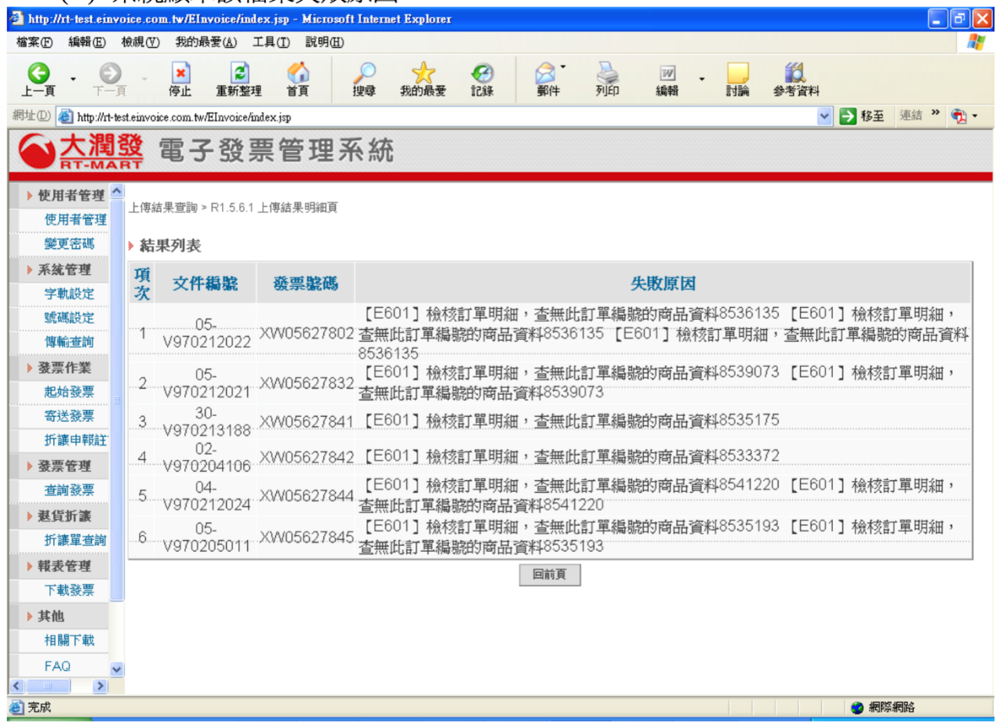 http://rt-test.einvoice.com.tw/EInvoice/index.jsp - Microsoft Internet Explorer
檔案(F) 編輯(E) 檢視(V) 我的最愛(A) 工具(T) 說明(H)
上一頁 下一頁 停止 重新整理 首頁 搜尋 我的最愛 記錄 郵件 列印 編輯 討論 參考資料
網址(D) http://rt-test.einvoice.com.tw/EInvoice/index.jsp 移至 連結 »
大潤發 RT-MART 電子發票管理系統
使用者管理
使用者管理
變更密碼
系統管理
字軌設定
號碼設定
傳輸查詢
發票作業
起始發票
寄送發票
折讓申報註
發票管理
查詢發票
退貨折讓
折讓單查詢
報表管理
下載發票
其他
相關下載
FAQ
上傳結果查詢 > R1.5.6.1 上傳結果明細頁
結果列表
項次 文件編號 發票號碼 失敗原因
1 05-V970212022 XW05627802 【E601】檢核訂單明細，查無此訂單編號的商品資料8536135 【E601】檢核訂單明細，
查無此訂單編號的商品資料8536135 【E601】檢核訂單明細，查無此訂單編號的商品資料
8536135
2 05-V970212021 XW05627832 【E601】檢核訂單明細，查無此訂單編號的商品資料8539073 【E601】檢核訂單明細，
查無此訂單編號的商品資料8539073
3 30-V970213188 XW05627841 【E601】檢核訂單明細，查無此訂單編號的商品資料8535175
4 02-V970204106 XW05627842 【E601】檢核訂單明細，查無此訂單編號的商品資料8533372
5 04-V970212024 XW05627844 【E601】檢核訂單明細，查無此訂單編號的商品資料8541220 【E601】檢核訂單明細，
查無此訂單編號的商品資料8541220
6 05-V970205011 XW05627845 【E601】檢核訂單明細，查無此訂單編號的商品資料8535193 【E601】檢核訂單明細，
查無此訂單編號的商品資料8535193
回前頁
完成 網際網路